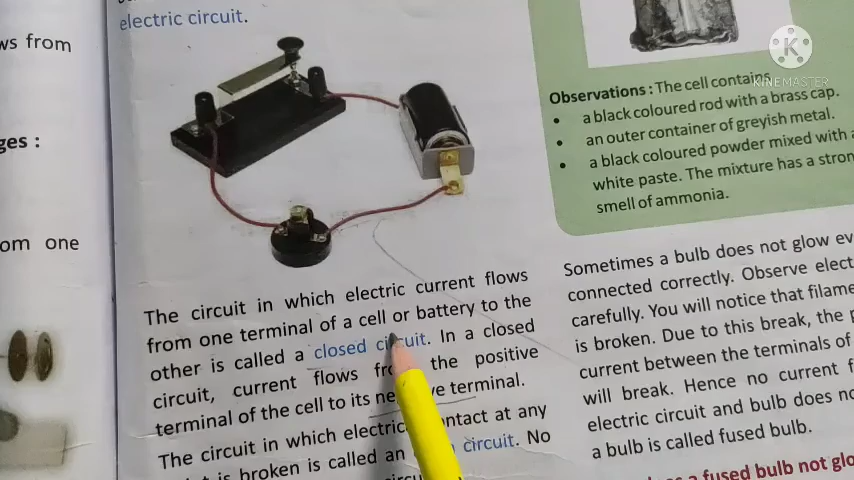 ws from
ges :
om one
electric circuit.
The circuit in which electric current flows
from one terminal of a cell or battery to the
other is called a closed circuit. In a closed
circuit, current flows the positive
terminal of the cell to its terminal.
The circuit in which electric at any
is broken is called an circuit. No
Observations : The cell contains
• a black coloured rod with a brass cap.
• an outer container of greyish metal.
• a black coloured powder mixed with a
white paste. The mixture has a stron
smell of ammonia.
Sometimes a bulb does not glow ev
connected correctly. Observe elect
carefully. You will notice that filame
is broken. Due to this break, the p
current between the terminals of
will break. Hence no current f
electric circuit and bulb does no
a bulb is called fused bulb.
a fused bulb not glo
K
KINEMASTER